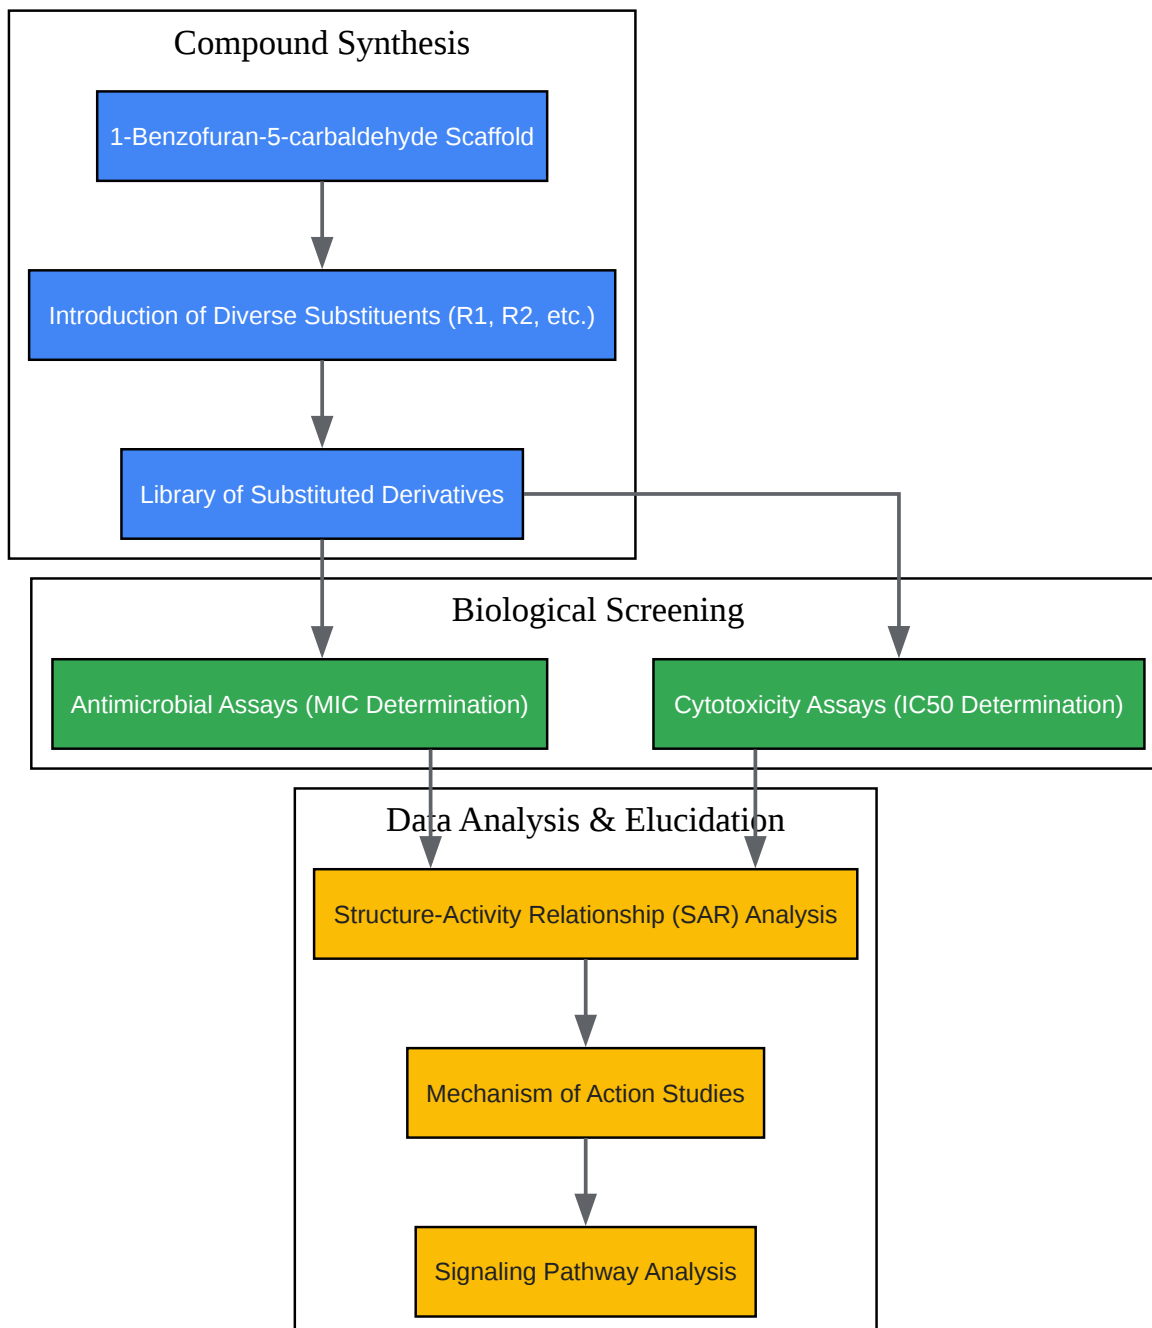 Compound Synthesis
1-Benzofuran-5-carbaldehyde Scaffold
Introduction of Diverse Substituents (R1, R2, etc.)
Library of Substituted Derivatives
Biological Screening
Antimicrobial Assays (MIC Determination)
Cytotoxicity Assays (IC50 Determination)
Data Analysis & Elucidation
Structure-Activity Relationship (SAR) Analysis
Mechanism of Action Studies
Signaling Pathway Analysis